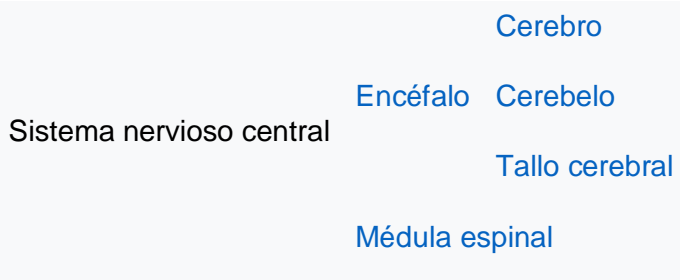 Sistema nervioso central
Encéfalo
Cerebro
Cerebelo
Tallo cerebral
Médula espinal